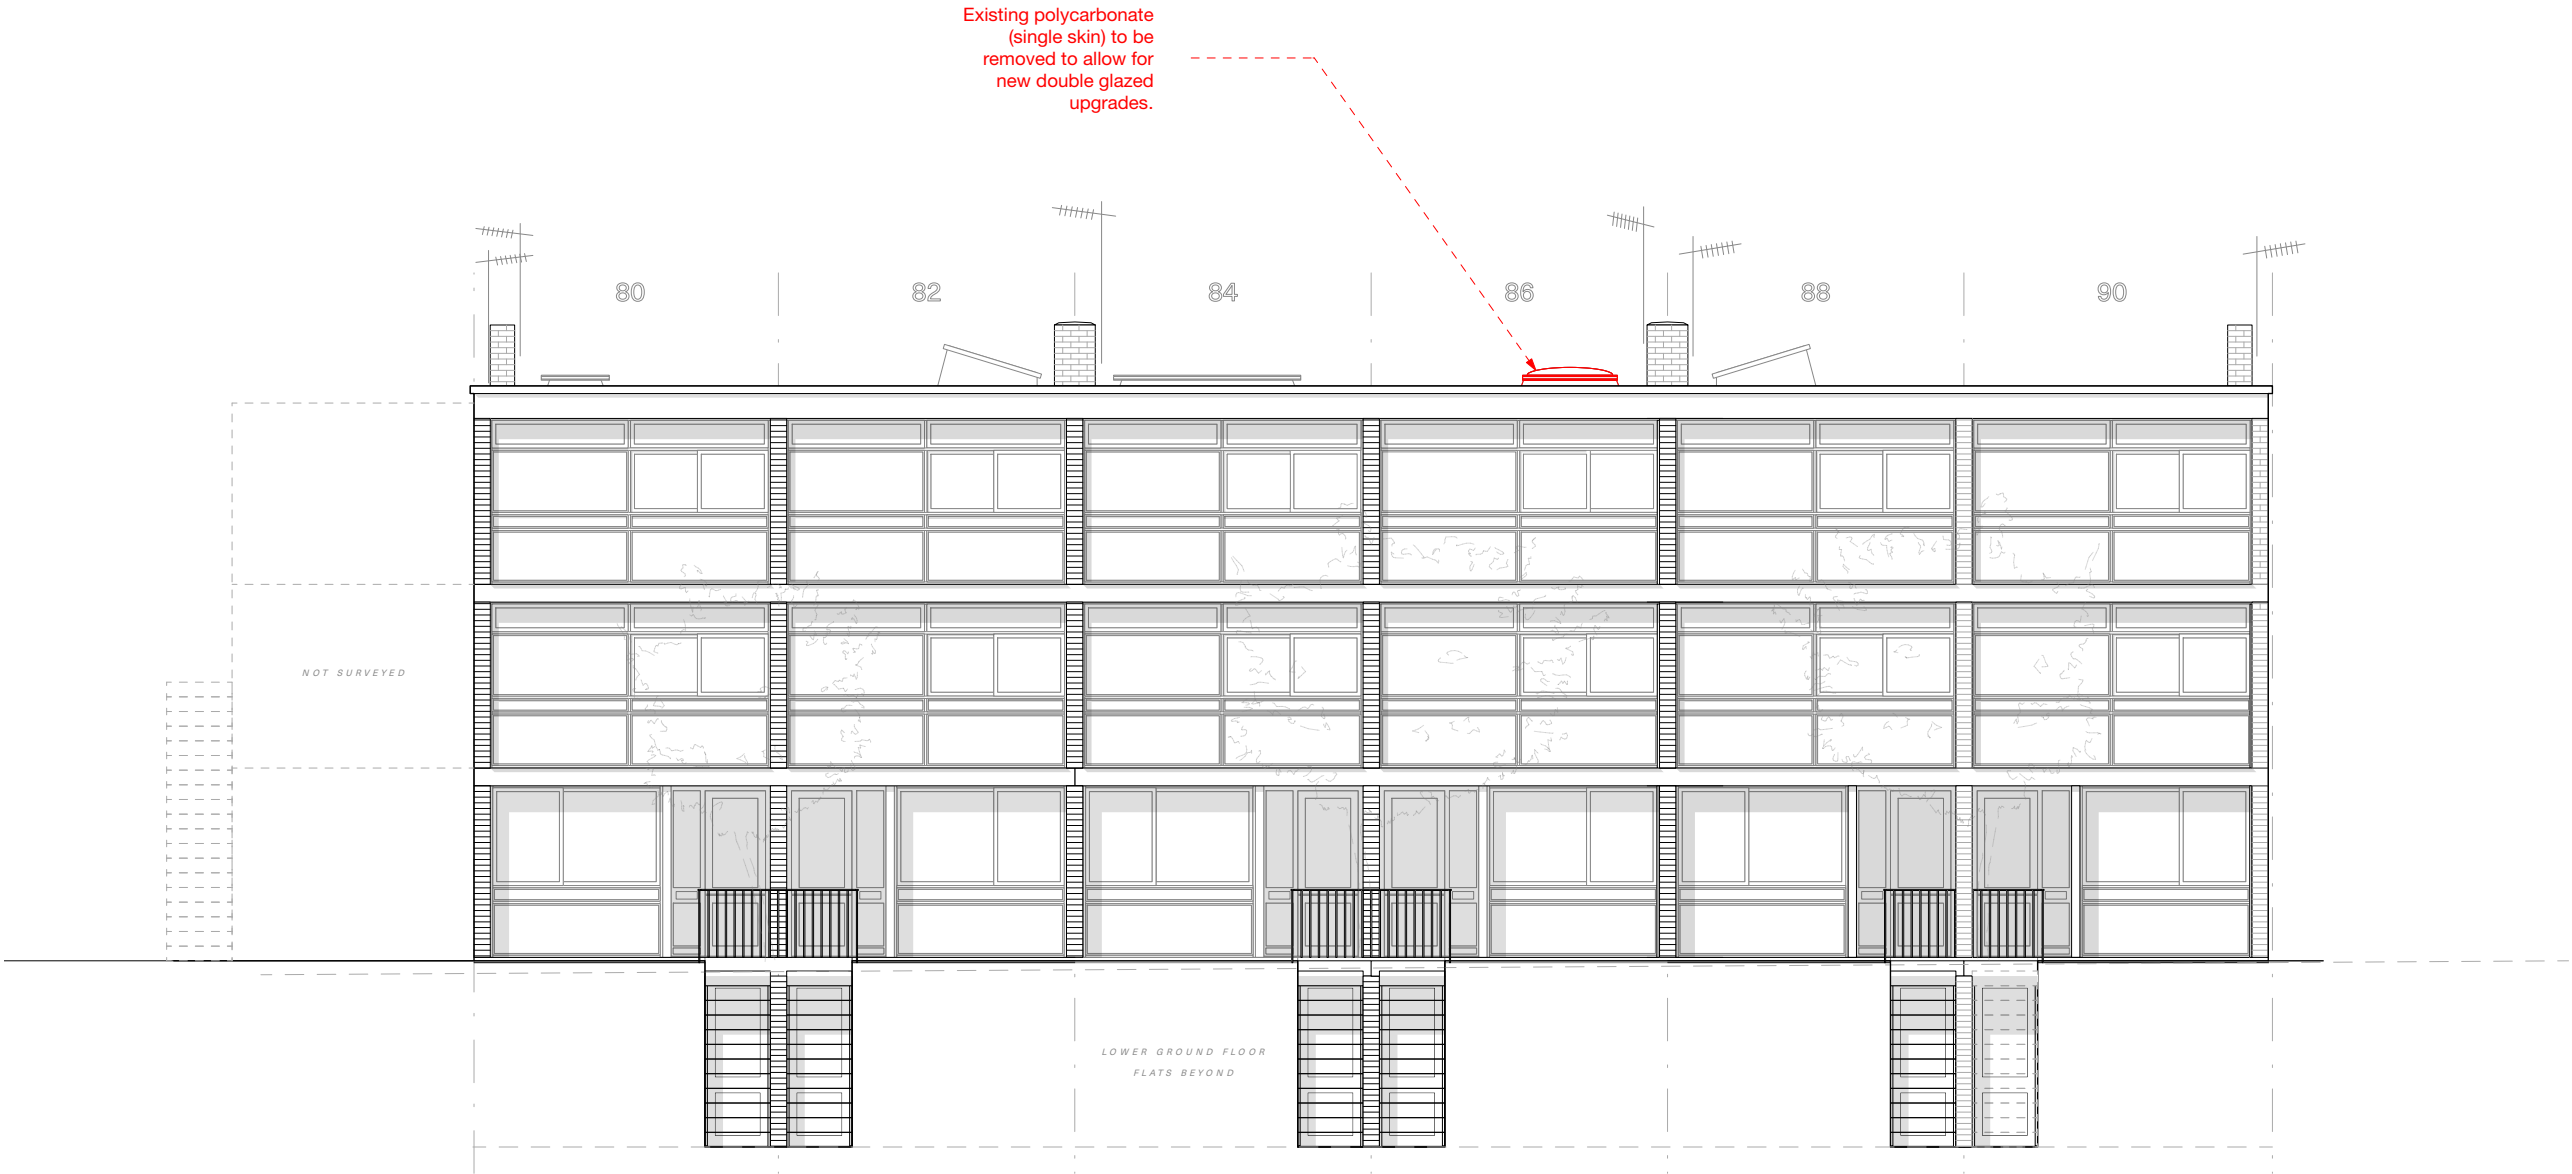 Existing polycarbonate
(single skin) to be
removed to allow for
new double glazed
upgrades.
80
82
84
86
88
90
NOT SURVEYED
LOWER GROUND FLOOR
FLATS BEYOND